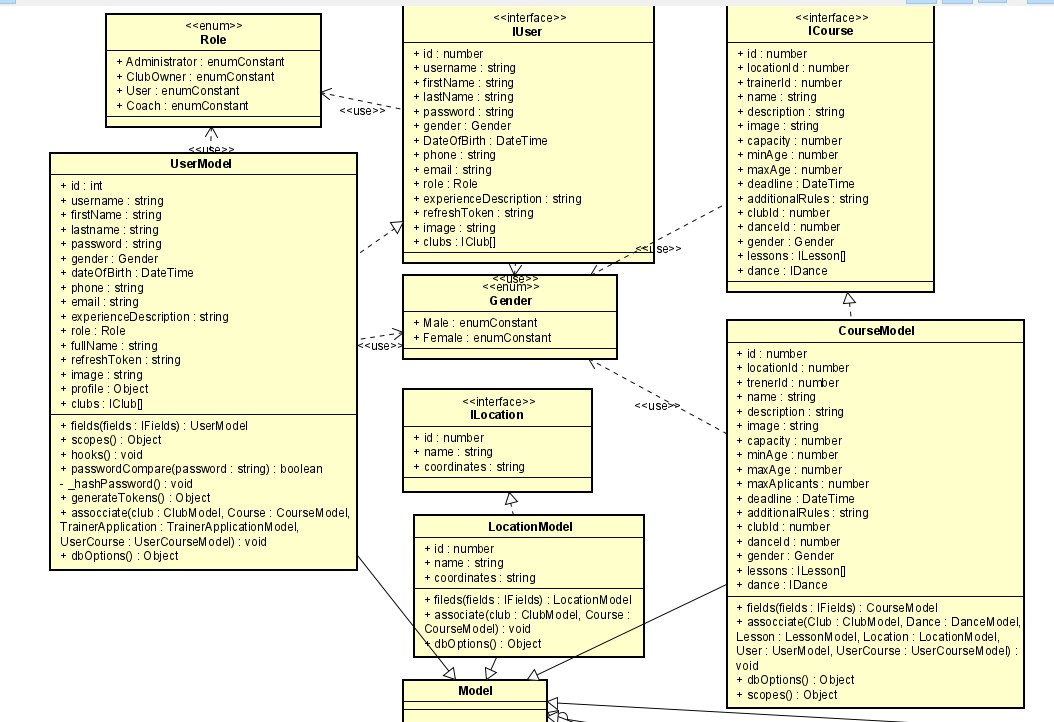 <<enum>>
Role
+ Administrator : enumConstant
+ ClubOwner : enumConstant
+ User : enumConstant
+ Coach : enumConstant
<<interface>>
IUser
+ id : number
+ username : string
+ firstName : string
+ lastName : string
+ password : string
+ gender : Gender
+ DateOfBirth : DateTime
+ phone : string
+ email : string
+ role : Role
+ experienceDescription : string
+ refreshToken : string
+ image : string
+ clubs : IClub[]
<<interface>>
ICourse
+ id : number
+ locationId : number
+ trainerId : number
+ name : string
+ description : string
+ image : string
+ capacity : number
+ minAge : number
+ maxAge : number
+ deadline : DateTime
+ additionalRules : string
+ clubId : number
+ danceId : number
+ gender : Gender
+ lessons : ILesson[]
+ dance : IDance
<<use>>
<<use>>
<<use>>
<<use>>
<<use>>
<<use>>
UserModel
+ id : int
+ username : string
+ firstName : string
+ lastname : string
+ password : string
+ gender : Gender
+ dateOfBirth : DateTime
+ phone : string
+ email : string
+ experienceDescription : string
+ role : Role
+ fullName : string
+ refreshToken : string
+ image : string
+ profile : Object
+ clubs : IClub[]
+ fields(fields : IFields) : UserModel
+ scopes() : Object
+ hooks() : void
+ passwordCompare(password : string) : boolean
- _hashPassword() : void
+ generateTokens() : Object
+ assocciate(club : ClubModel, Course : CourseModel,
TrainerApplication : TrainerApplicationModel,
UserCourse : UserCourseModel) : void
+ dbOptions() : Object
<<enum>>
Gender
+ Male : enumConstant
+ Female : enumConstant
<<interface>>
ILocation
+ id : number
+ name : string
+ coordinates : string
LocationModel
+ id : number
+ name : string
+ coordinates : string
+ fileds(fields : IFields) : LocationModel
+ associate(club : ClubModel, Course :
CourseModel) : void
+ dbOptions() : Object
CourseModel
+ id : number
+ locationId : number
+ trenerId : number
+ name : string
+ description : string
+ image : string
+ capacity : number
+ minAge : number
+ maxAge : number
+ maxAplicants : number
+ deadline : DateTime
+ additionalRules : string
+ clubId : number
+ danceId : number
+ gender : Gender
+ lessons : ILesson[]
+ dance : IDance
+ fields(fields : IFields) : CourseModel
+ assocciate(Club : ClubModel, Dance : DanceModel,
Lesson : LessonModel, Location : LocationModel,
User : UserModel, UserCourse : UserCourseModel) :
void
+ dbOptions() : Object
+ scopes() : Object
Model